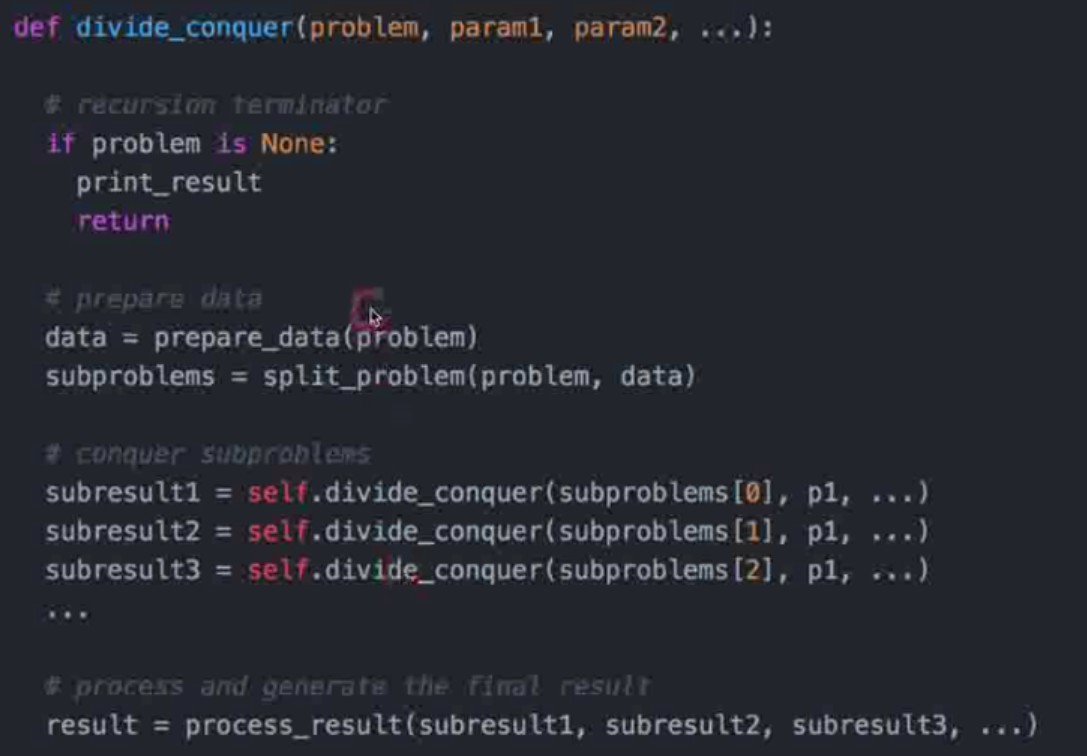 def divide_conquer(problem, param1, param2, ...):
# recursion terminator
if problem is None:
print_result
return
# prepare data
data = prepare_data(problem)
subproblems = split_problem(problem, data)
# conquer subproblems
subresult1 = self.divide_conquer(subproblems[0], p1, ...)
subresult2 = self.divide_conquer(subproblems[1], p1, ...)
subresult3 = self.divide_conquer(subproblems[2], p1, ...)
...
# process and generate the final result
result = process_result(subresult1, subresult2, subresult3, ...)